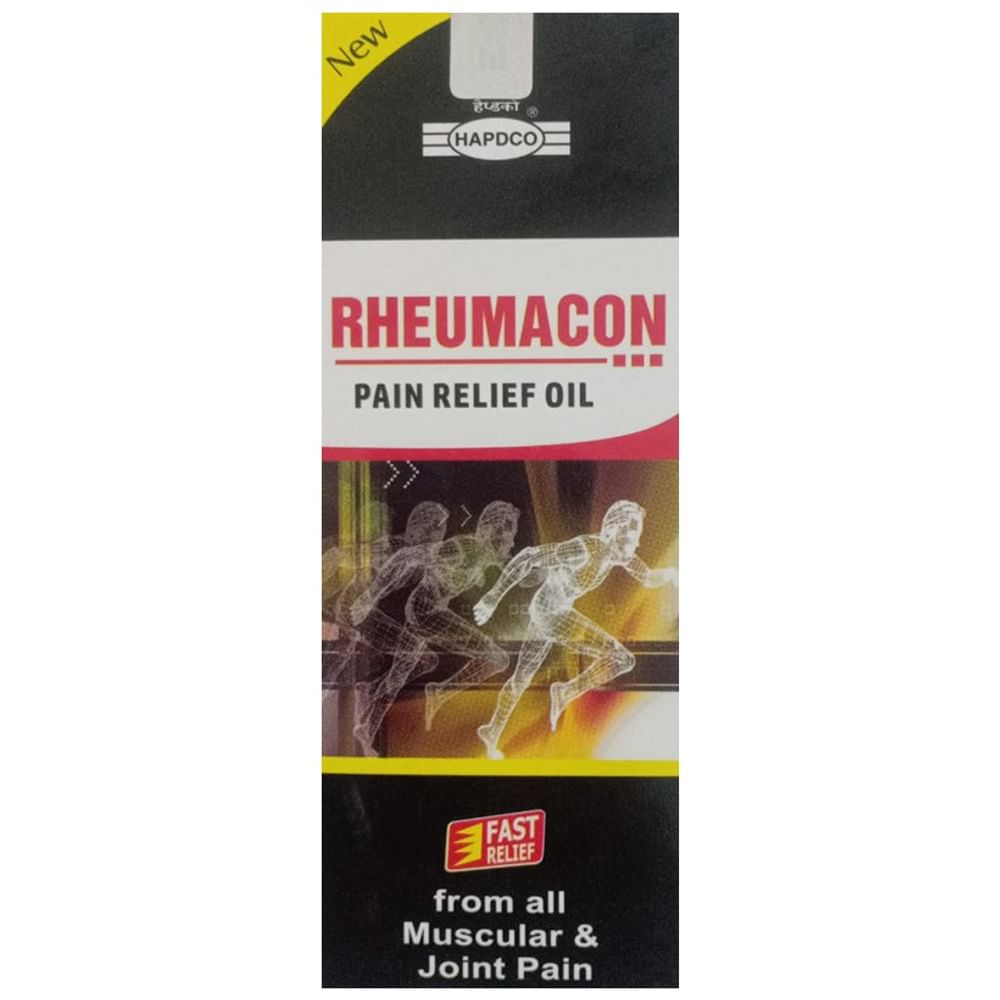 New
हैप्डको
®
HAPDCO
RHEUMACON
PAIN RELIEF OIL
FAST
RELIEF
from all
Muscular &
Joint Pain